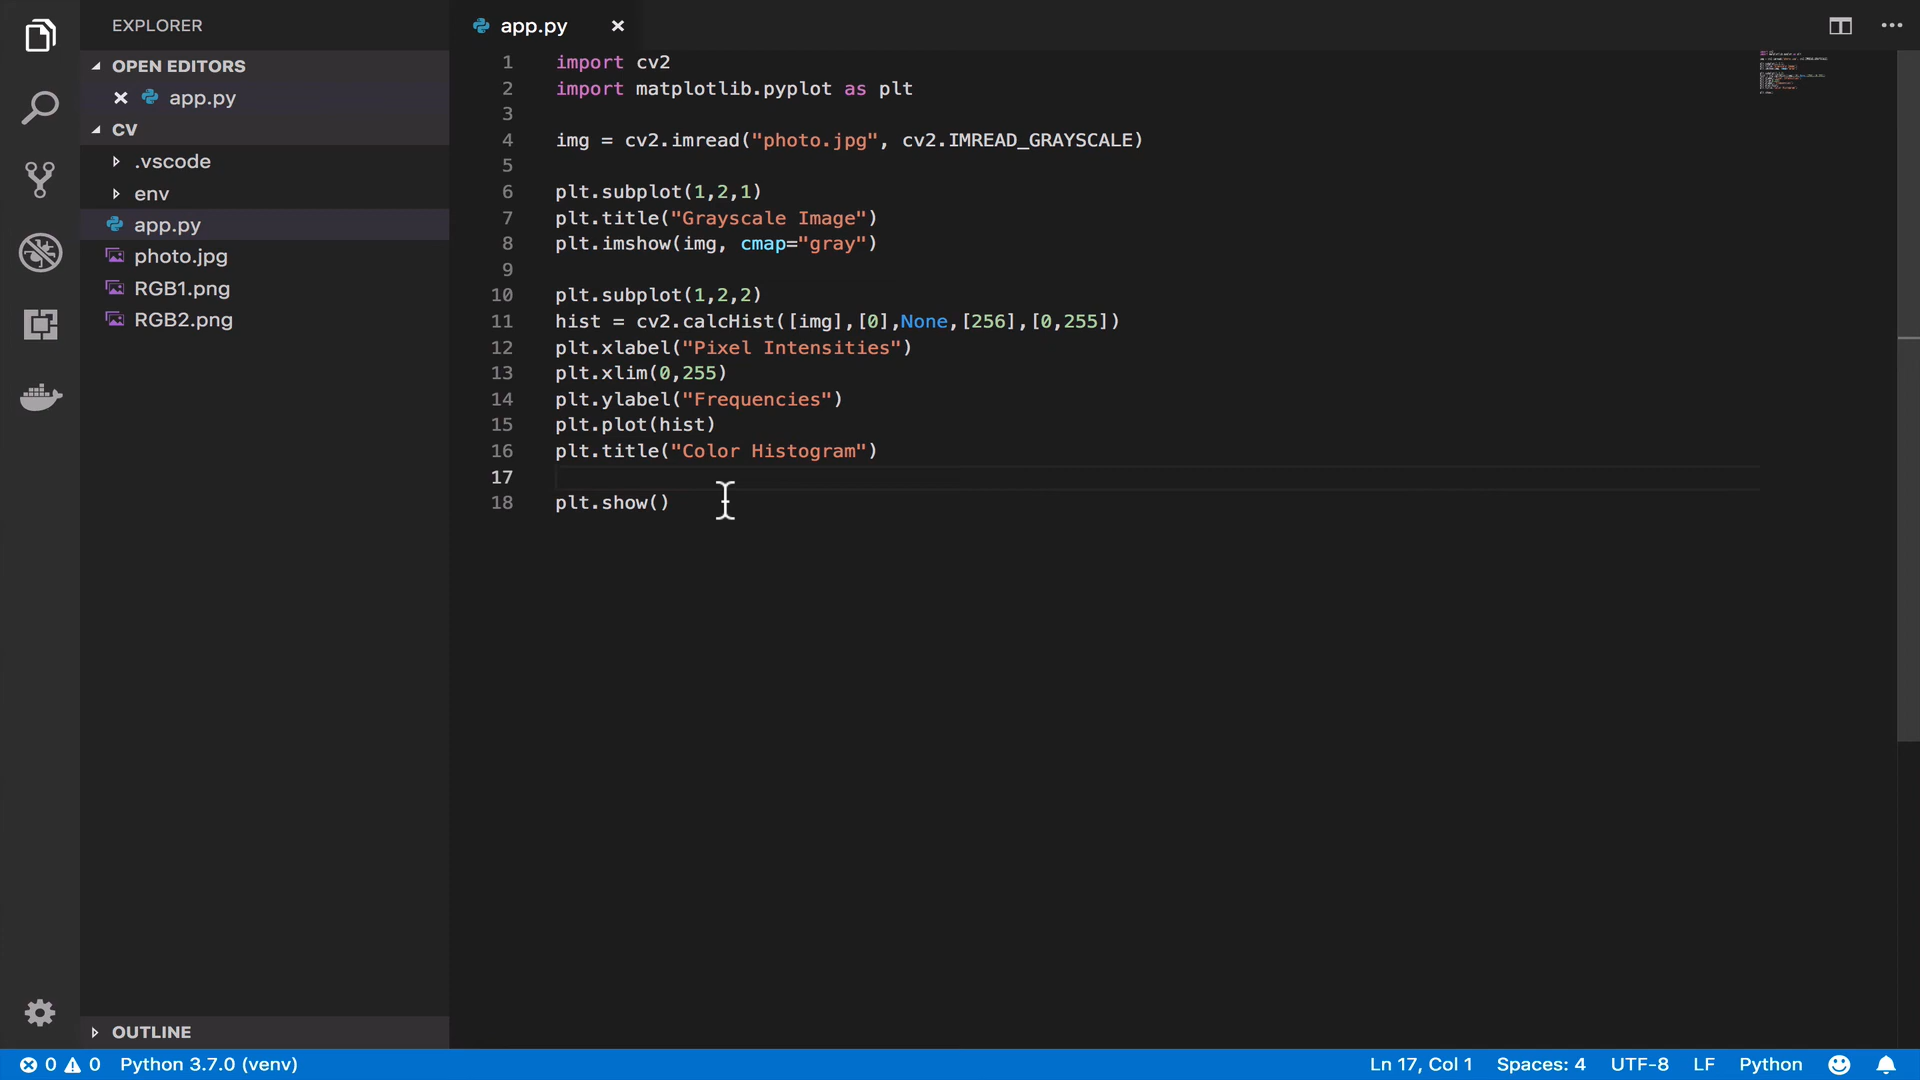 EXPLORER
OPEN EDITORS
app.py
CV
.vscode
env
app.py
photo.jpg
RGB1.png
RGB2.png
OUTLINE
app.py
1 import cv2
2 import matplotlib.pyplot as plt
3
4 img = cv2.imread("photo.jpg", cv2.IMREAD_GRAYSCALE)
5
6 plt.subplot(1,2,1)
7 plt.title("Grayscale Image")
8 plt.imshow(img, cmap="gray")
9
10 plt.subplot(1,2,2)
11 hist = cv2.calcHist([img],[0],None,[256],[0,255])
12 plt.xlabel("Pixel Intensities")
13 plt.xlim(0,255)
14 plt.ylabel("Frequencies")
15 plt.plot(hist)
16 plt.title("Color Histogram")
17
18 plt.show()
0 0 Python 3.7.0 (venv) Ln 17, Col 1 Spaces: 4 UTF-8 LF Python